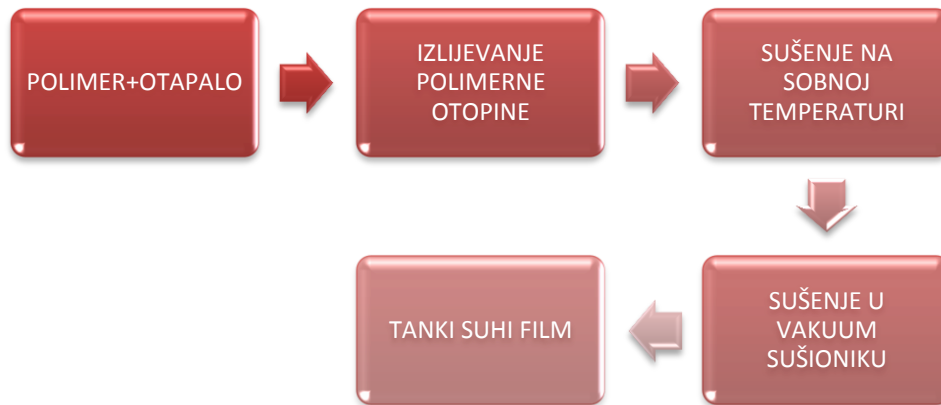 POLIMER+OTAPALO
IZLIJEVANJE
POLIMERNE
OTOPINE
SUŠENJE NA
SOBNOJ
TEMPERATURI
SUŠENJE U
VAKUUM
SUŠIONIKU
TANKI SUHI FILM